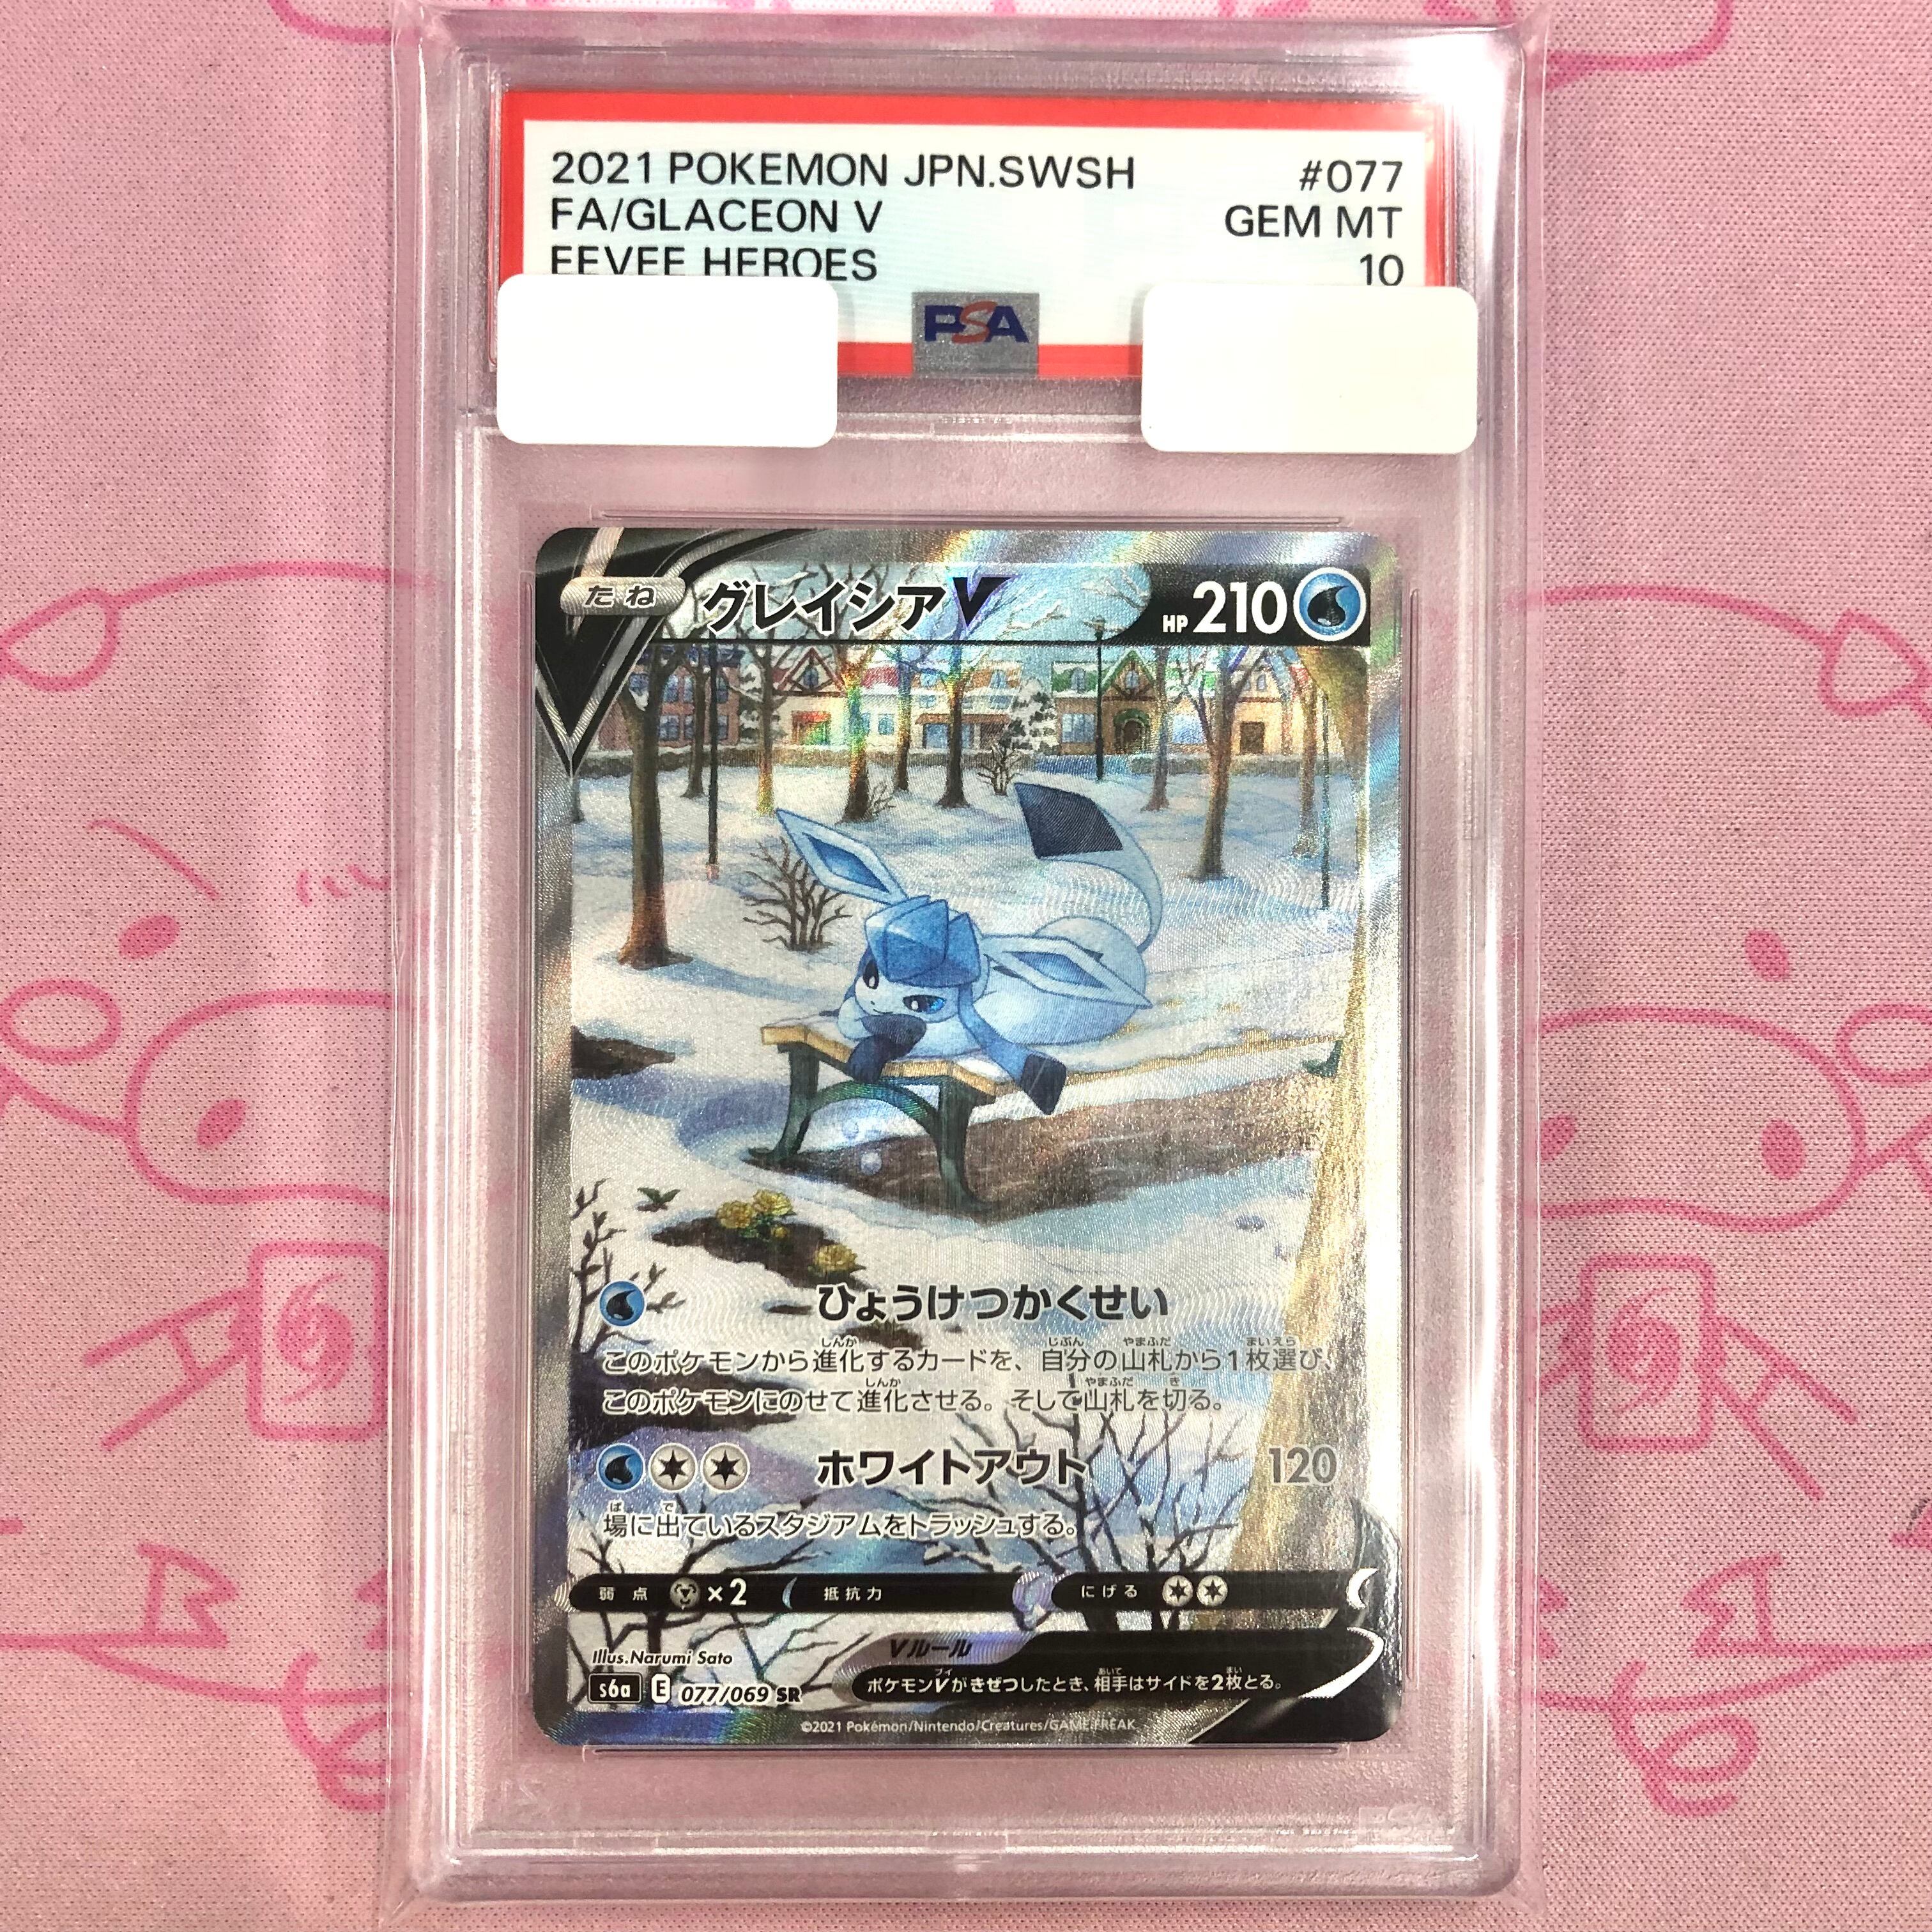 2021 POKEMON JPN.SWSH #077
FA/GLACEON V GEM MT
EEVEE HEROES 10
PSA
たね グレイシアV HP210
ひょうけつかくせい
このポケモンから進化するカードを、自分の山札から1枚選び、
このポケモンにのせて進化させる。そして山札を切る。
ホワイトアウト 120
場に出ているスタジアムをトラッシュする。
弱点 ×2 抵抗力 にげる
Illus.Narumi Sato
Vルール
s6a E 077/069 SR
ポケモンVがきぜつしたとき、相手はサイドを2枚とる。
©2021 Pokémon/Nintendo/Creatures/GAME FREAK